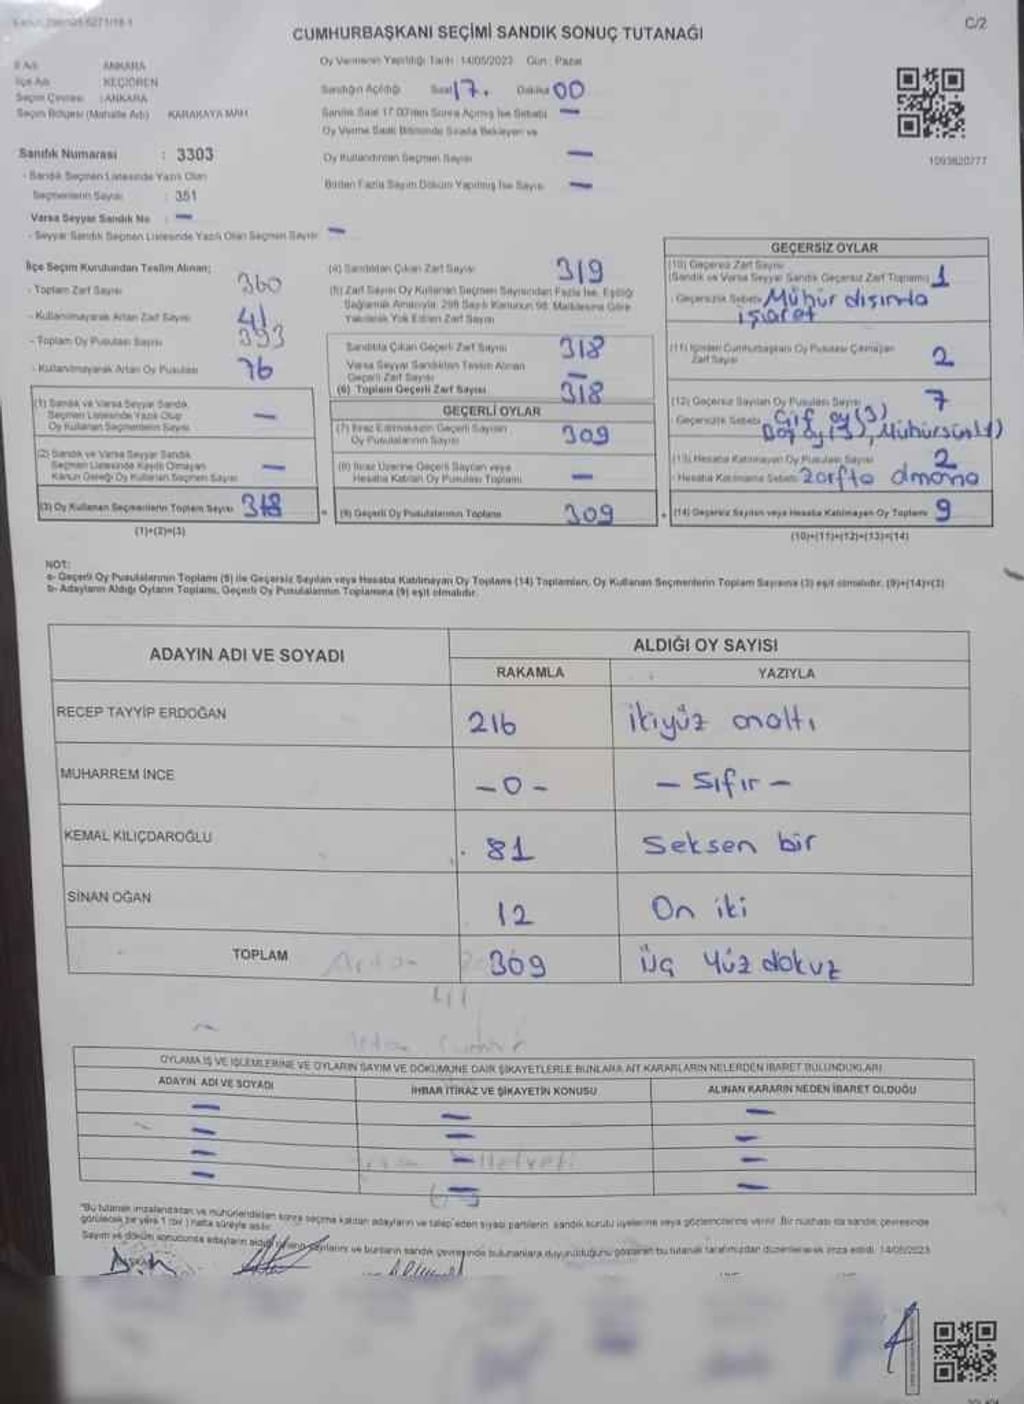 C/2
CUMHURBAŞKANI SEÇİMİ SANDIK SONUÇ TUTANAĞI
İl Adı ANKARA
İlçe Adı KEÇİÖREN
Seçim Çevresi : ANKARA
Seçim Bölgesi (Mahalle Adı) KARAKAYA MAH.
Sandık Numarası : 3303
- Sandık Seçmen Listesinde Yazılı Olan
Seçmenlerin Sayısı : 351
Varsa Seyyar Sandık No : —
- Seyyar Sandık Seçmen Listesinde Yazılı Olan Seçmen Sayısı —
Oy Vermenin Yapıldığı Tarih : 14/05/2023 Gün : Pazar
Sandığın Açıldığı Saat 17. Dakika 00
Sandık Saat 17.00'den Sonra Açılmış İse Sebebi —
Oy Verme Saati Bitiminde Sırada Bekleyen ve
Oy Kullandırılan Seçmen Sayısı —
Birden Fazla Sayım Döküm Yapılmış İse Sayısı —
1093620777
İlçe Seçim Kurulundan Teslim Alınan;
- Toplam Zarf Sayısı 360
- Kullanılmayarak Artan Zarf Sayısı 41
- Toplam Oy Pusulası Sayısı 393
- Kullanılmayarak Artan Oy Pusulası 76
(1) Sandık ve Varsa Seyyar Sandık
Seçmen Listesinde Yazılı Olup
Oy Kullanan Seçmenlerin Sayısı —
(2) Sandık ve Varsa Seyyar Sandık
Seçmen Listesinde Kayıtlı Olmayan
Kanun Gereği Oy Kullanan Seçmen Sayısı —
(3) Oy Kullanan Seçmenlerin Toplam Sayısı 318
(1)+(2)=(3)
(4) Sandıktan Çıkan Zarf Sayısı 319
(5) Zarf Sayısı Oy Kullanan Seçmen Sayısından Fazla İse, Eşitliği
Sağlamak Amacıyla, 298 Sayılı Kanunun 98. Maddesine Göre
Yakılarak Yok Edilen Zarf Sayısı
Sandıkta Çıkan Geçerli Zarf Sayısı 318
Varsa Seyyar Sandıktan Teslim Alınan
Geçerli Zarf Sayısı —
(6) Toplam Geçerli Zarf Sayısı 318
GEÇERLİ OYLAR
(7) İtiraz Edilmeksizin Geçerli Sayılan
Oy Pusulalarının Sayısı 309
(8) İtiraz Üzerine Geçerli Sayılan veya
Hesaba Katılan Oy Pusulası Toplamı —
(9) Geçerli Oy Pusulalarının Toplamı 309
GEÇERSİZ OYLAR
(10) Geçersiz Zarf Sayısı
(Sandık ve Varsa Seyyar Sandık Geçersiz Zarf Toplamı) 1
- Geçersizlik Sebebi Mühür dışında
işaret
(11) İçinden Cumhurbaşkanı Oy Pusulası Çıkmayan
Zarf Sayısı 2
(12) Geçersiz Sayılan Oy Pusulası Sayısı 7
Geçersizlik Sebebi Çif oy (3)
Boş oy (3), Mühürsün(1)
(13) Hesaba Katılmayan Oy Pusulası Sayısı 2
- Hesaba Katılmama Sebebi zarfta olmama
(14) Geçersiz Sayılan veya Hesaba Katılmayan Oy Toplamı 9
(10)+(11)+(12)+(13)=(14)
NOT:
a- Geçerli Oy Pusulalarının Toplamı (9) ile Geçersiz Sayılan veya Hesaba Katılmayan Oy Toplamı (14) Toplamları, Oy Kullanan Seçmenlerin Toplam Sayısına (3) eşit olmalıdır. (9)+(14)=(3)
b- Adayların Aldığı Oyların Toplamı, Geçerli Oy Pusulalarının Toplamına (9) eşit olmalıdır.
ADAYIN ADI VE SOYADI ALDIĞI OY SAYISI
RAKAMLA YAZIYLA
RECEP TAYYİP ERDOĞAN 216 ikiyüz onaltı
MUHARREM İNCE -0- - Sıfır -
KEMAL KILIÇDAROĞLU 81 Seksen bir
SİNAN OĞAN 12 On iki
TOPLAM 309 üç yüz dokuz
OYLAMA İŞ VE İŞLEMLERİNE VE OYLARIN SAYIM VE DÖKÜMÜNE DAİR ŞİKAYETLERLE BUNLARA AİT KARARLARIN NELERDEN İBARET BULUNDUKLARI
ADAYIN ADI VE SOYADI İHBAR İTİRAZ VE ŞİKAYETİN KONUSU ALINAN KARARIN NEDEN İBARET OLDUĞU
— — —
— — —
— — —
— — —
"Bu tutanak imzalandıktan ve mühürlendikten sonra seçime katılan adayların ve talep eden siyasi partilerin sandık kurulu üyelerine veya gözlemcilerine verilir. Bir nüshası da sandık çevresinde
görülecek bir yere 1 (bir) hafta süreyle asılır.
Sayım ve döküm sonucunda adayların aldığı oyların sayılarını ve bunların sandık çevresinde bulunanlara duyurulduğunu gösteren bu tutanak tarafımızdan düzenlenerek imza edildi. 14/05/2023